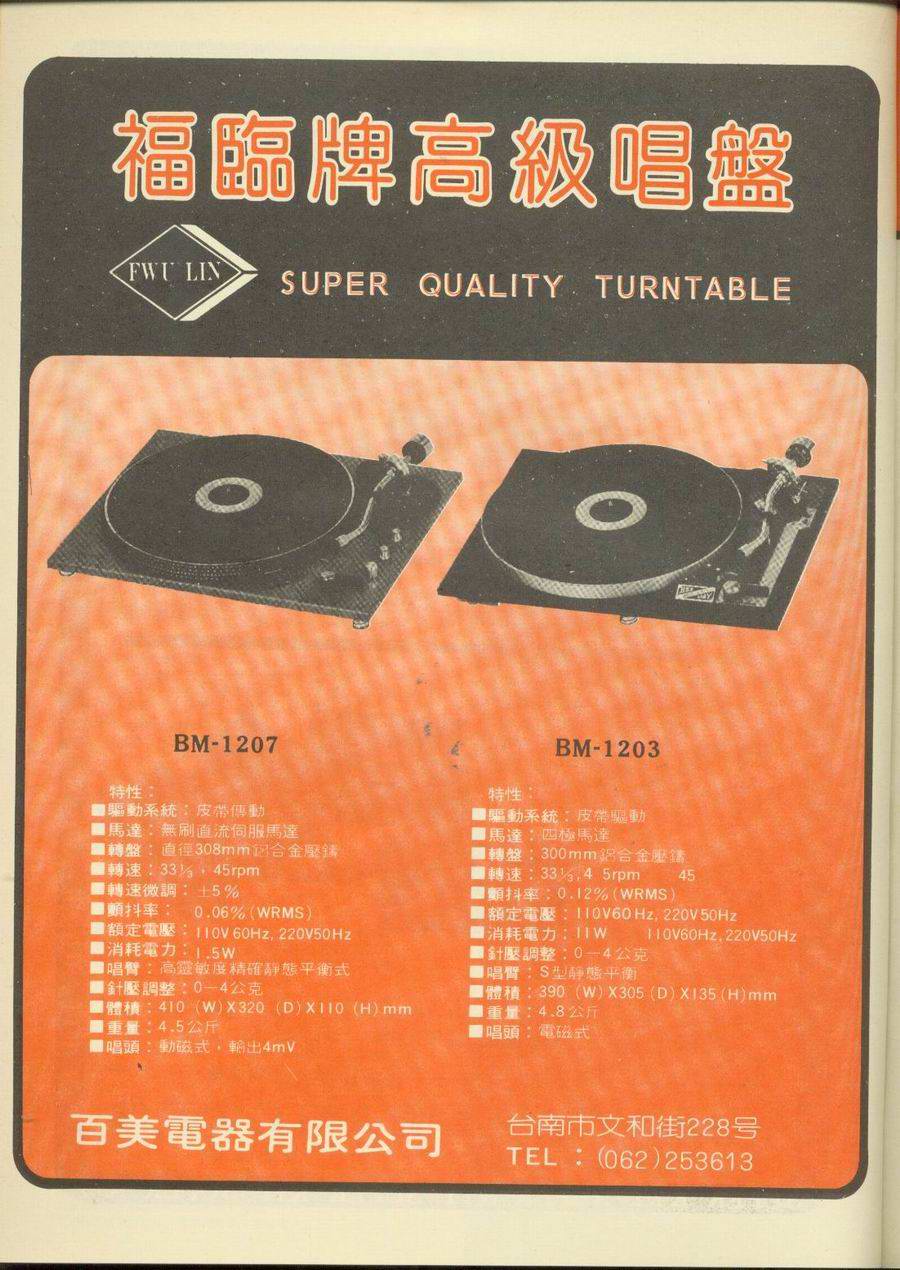 福臨牌高級唱盤
FWU LIN
SUPER QUALITY TURNTABLE
BM-1207
特性：
■驅動系統：皮帶傳動
■馬達：無刷直流伺服馬達
■轉盤：直徑308mm鋁合金壓鑄
■轉速：33⅓，45rpm
■轉速微調：±5%
■顫抖率： 0.06%(WRMS)
■額定電壓：110V 60Hz, 220V50Hz
■消耗電力：1.5W
■唱臂：高靈敏度精確靜態平衡式
■針壓調整：0－4公克
■體積：410 (W)X320 (D)X110 (H)mm
■重量：4.5公斤
■唱頭：動磁式，輸出4mV
BM-1203
特性：
■驅動系統：皮帶驅動
■馬達：四極馬達
■轉盤：300mm鋁合金壓鑄
■轉速：33⅓,4 5rpm 45
■顫抖率：0.12%(WRMS)
■額定電壓：110V60Hz, 220V50Hz
■消耗電力：11W 110V60Hz, 220V50Hz
■針壓調整：0－4公克
■唱臂：S型靜態平衡
■體積：390 (W)X305(D)X135(H)mm
■重量：4.8公斤
■唱頭：電磁式
百美電器有限公司
台南市文和街228号
TEL：(062)253613